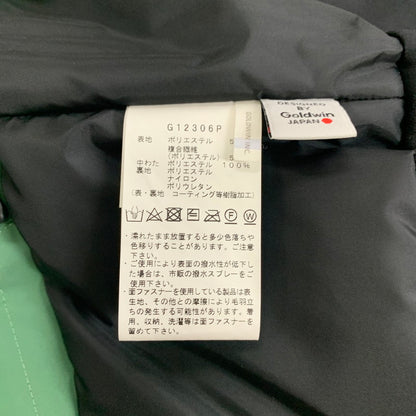 G12306P
表地 ポリエステル 5
複合繊維
(ポリエステル) 5
中わた ポリエステル 100%
裏地 ポリエステル
ナイロン
ポリウレタン
(表・裏地 コーティング等樹脂加工)
・濡れたまま放置すると多少色落ちや
色移りすることがあります。ご注意下
さい。
・ご使用により表面の撥水性が低下し
た場合は、市販の撥水スプレーをご使
用下さい。
・面ファスナーを使用している製品は表
生地、その他との摩擦により毛羽立ち
の発生する可能性があります。着
用、収納、洗濯等は面ファスナーを
留めて下さい。
GOLDWIN INC.
DESIGNED
BY
Goldwin
JAPAN